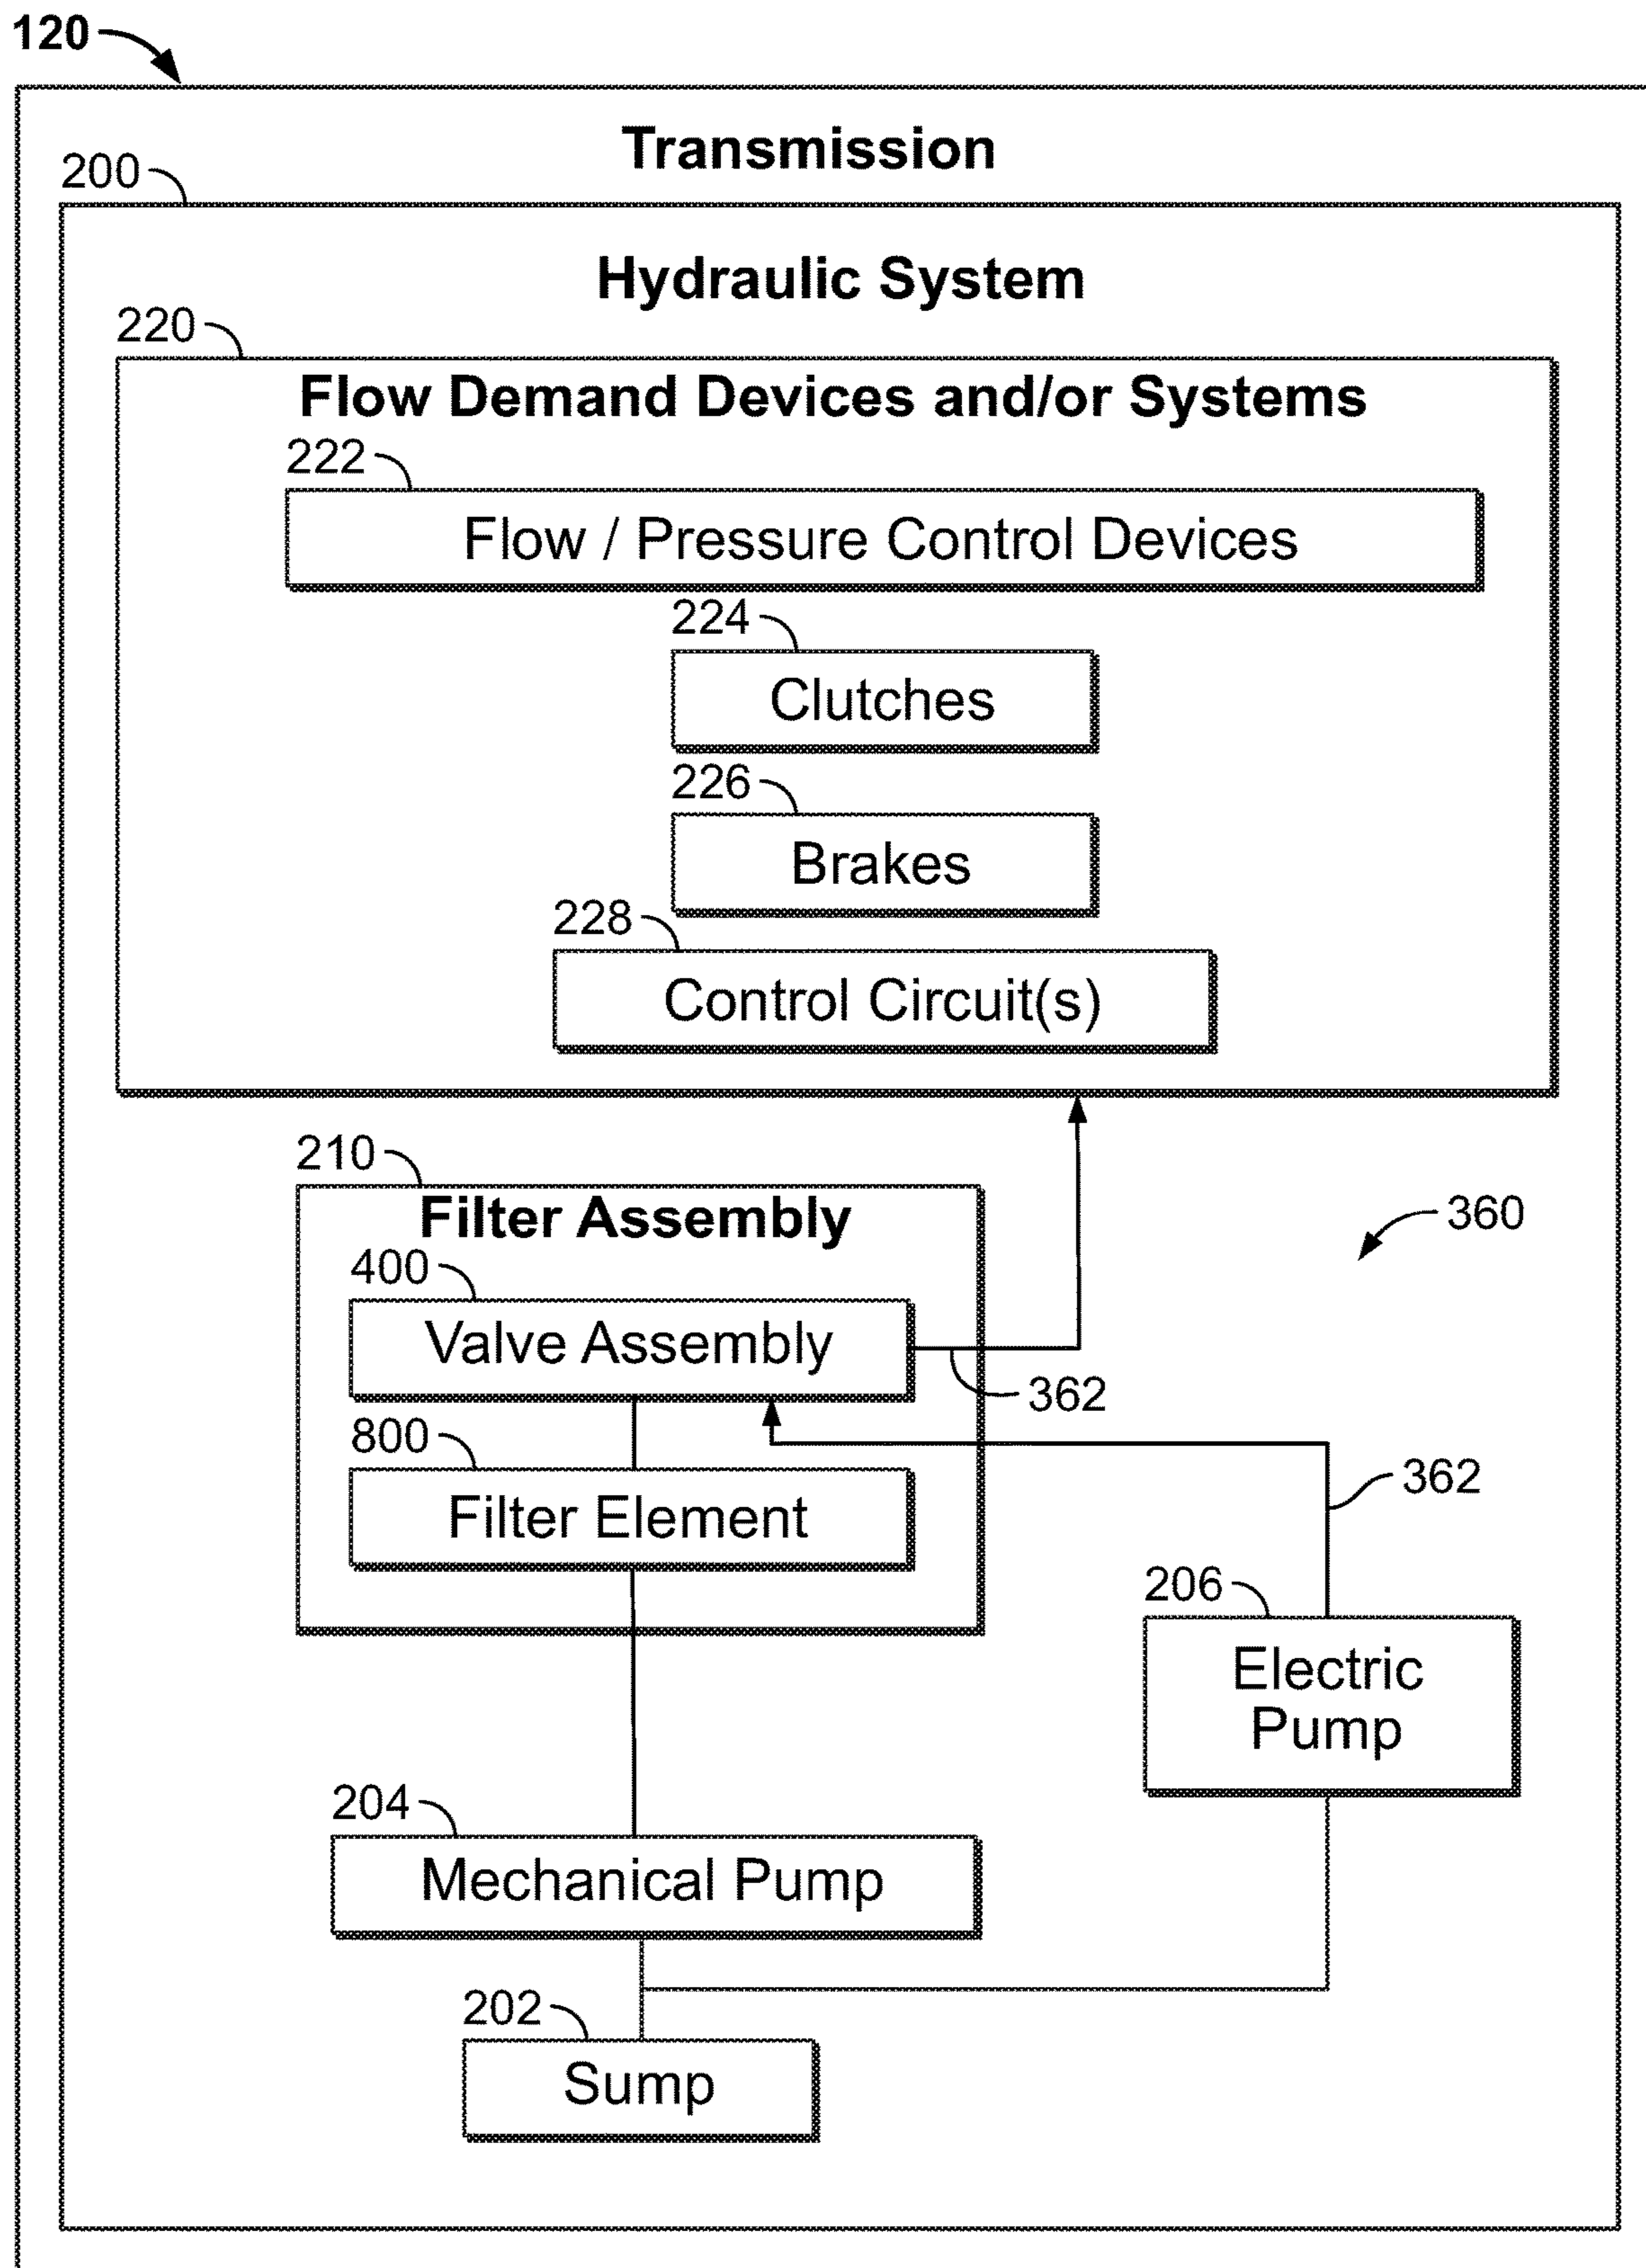 120
Transmission
200
Hydraulic System
220
Flow Demand Devices and/or Systems
222
Flow / Pressure Control Devices
224
Clutches
226
Brakes
228
Control Circuit(s)
210
Filter Assembly
360
400
Valve Assembly
362
800
Filter Element
362
206
Electric
Pump
204
Mechanical Pump
202
Sump